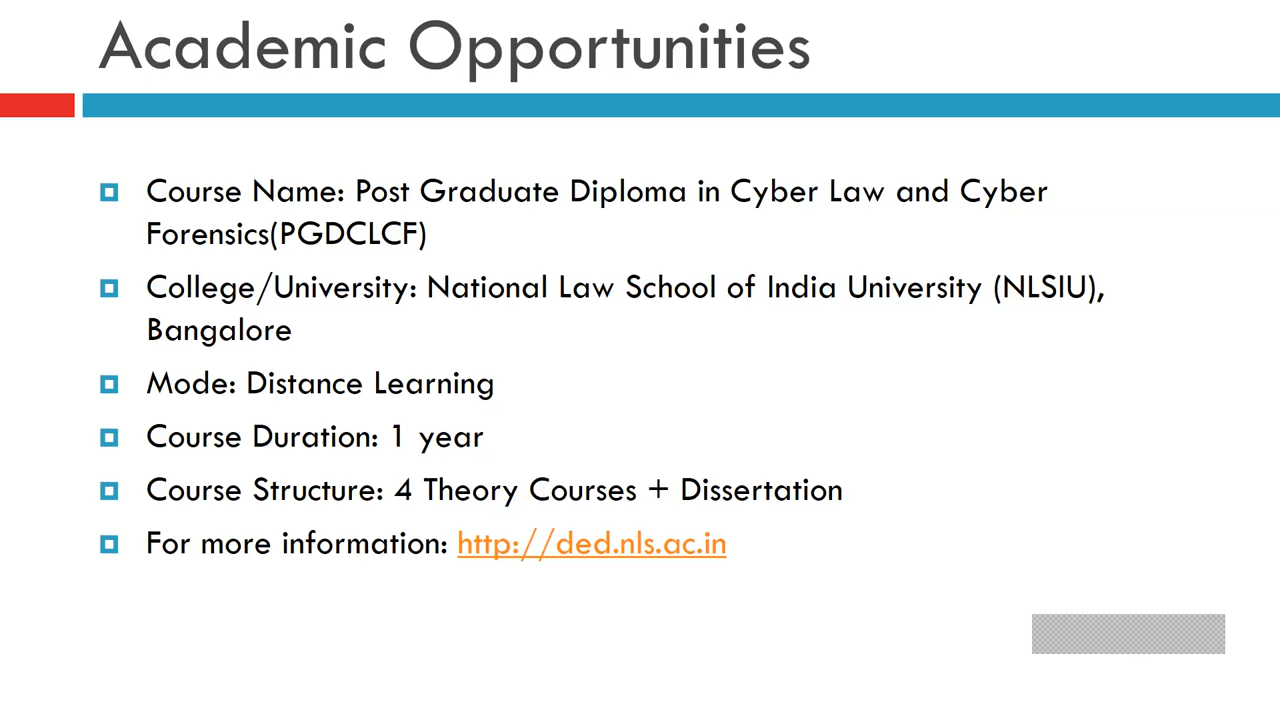 Academic Opportunities
Course Name: Post Graduate Diploma in Cyber Law and Cyber
Forensics(PGDCLCF)
College/University: National Law School of India University (NLSIU),
Bangalore
Mode: Distance Learning
Course Duration: 1 year
Course Structure: 4 Theory Courses + Dissertation
For more information: http://ded.nls.ac.in